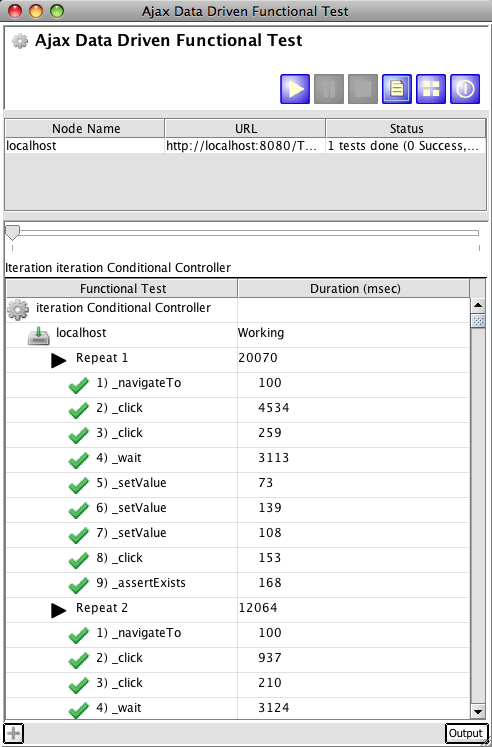 Ajax Data Driven Functional Test
Ajax Data Driven Functional Test
Node Name URL Status
localhost http://localhost:8080/T... 1 tests done (0 Success,...
Iteration iteration Conditional Controller
Functional Test Duration (msec)
iteration Conditional Controller
localhost Working
Repeat 1 20070
1) _navigateTo 100
2) _click 4534
3) _click 259
4) _wait 3113
5) _setValue 73
6) _setValue 139
7) _setValue 108
8) _click 153
9) _assertExists 168
Repeat 2 12064
1) _navigateTo 100
2) _click 937
3) _click 210
4) _wait 3124
Output